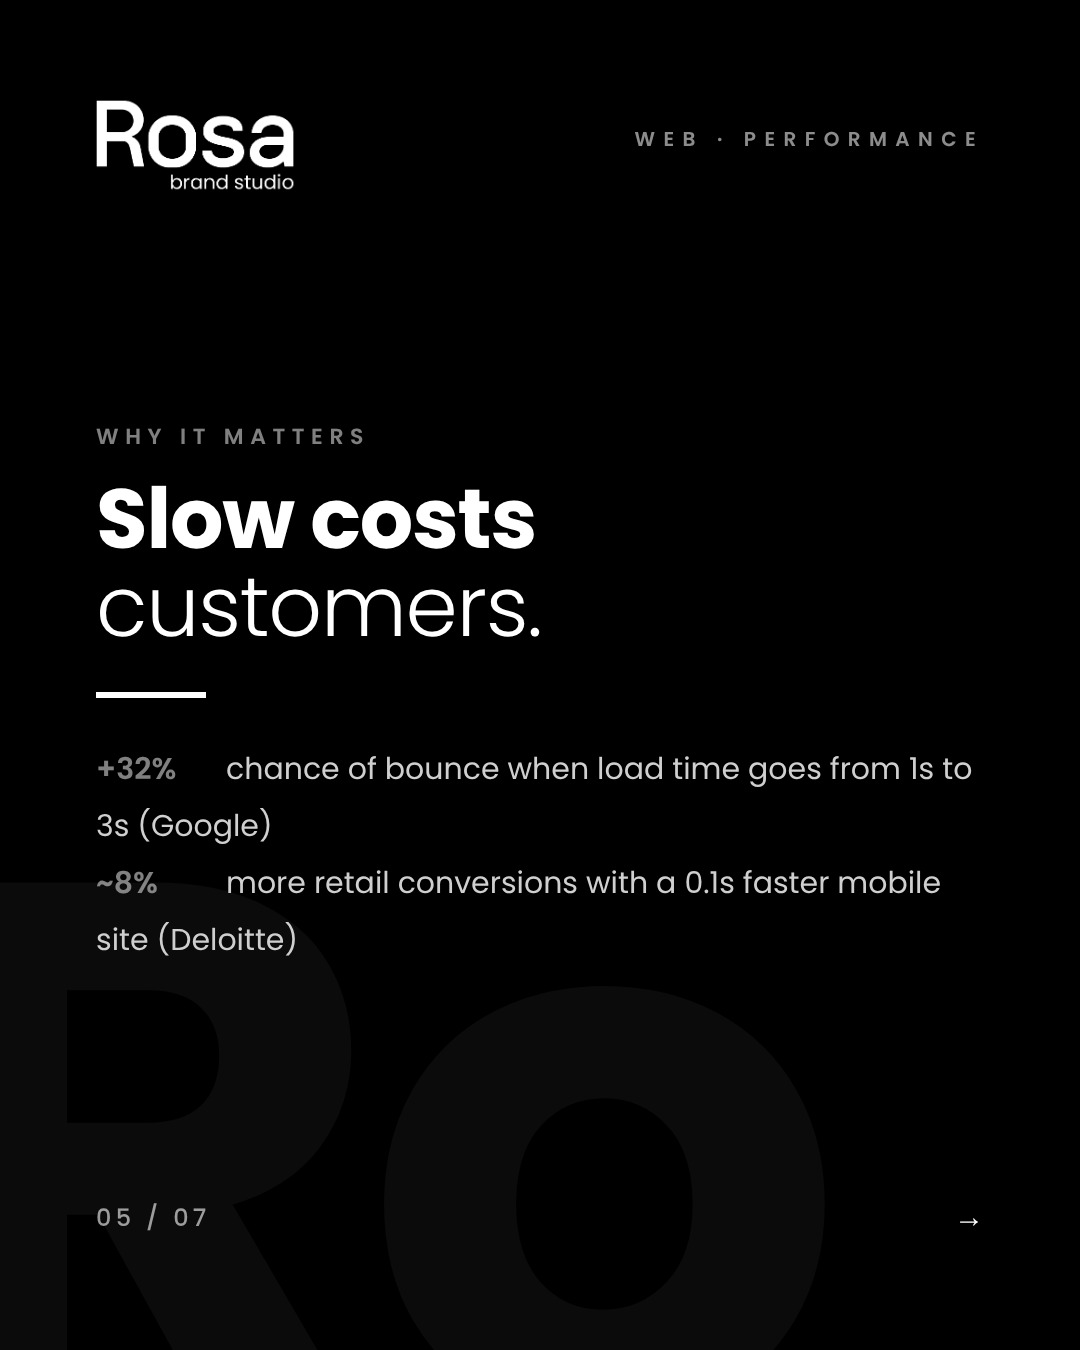 Rosa
brand studio
WEB · PERFORMANCE
WHY IT MATTERS
Slow costs
customers.
+32% chance of bounce when load time goes from 1s to
3s (Google)
~8% more retail conversions with a 0.1s faster mobile
site (Deloitte)
Ro
05 / 07
→